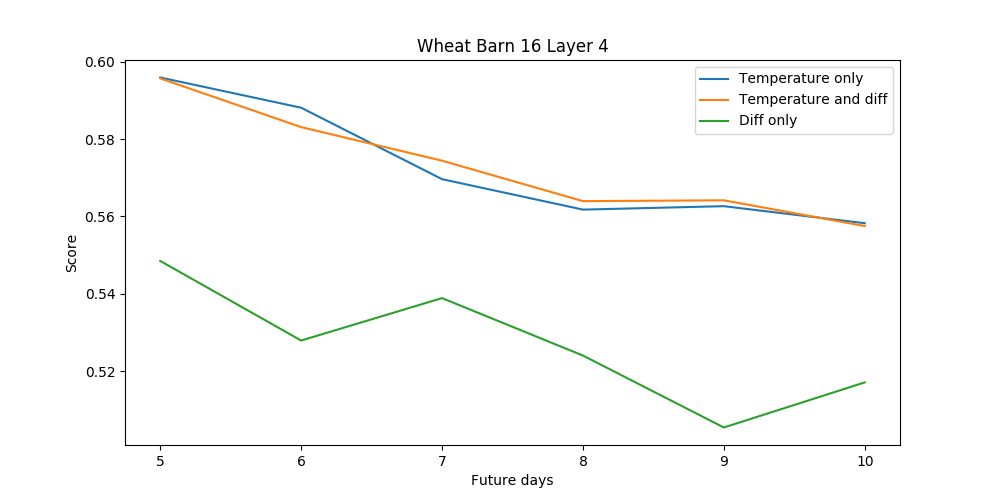 Wheat Barn 16 Layer 4
Temperature only
Temperature and diff
Diff only
Score
0.60
0.58
0.56
0.54
0.52
5 6 7 8 9 10
Future days